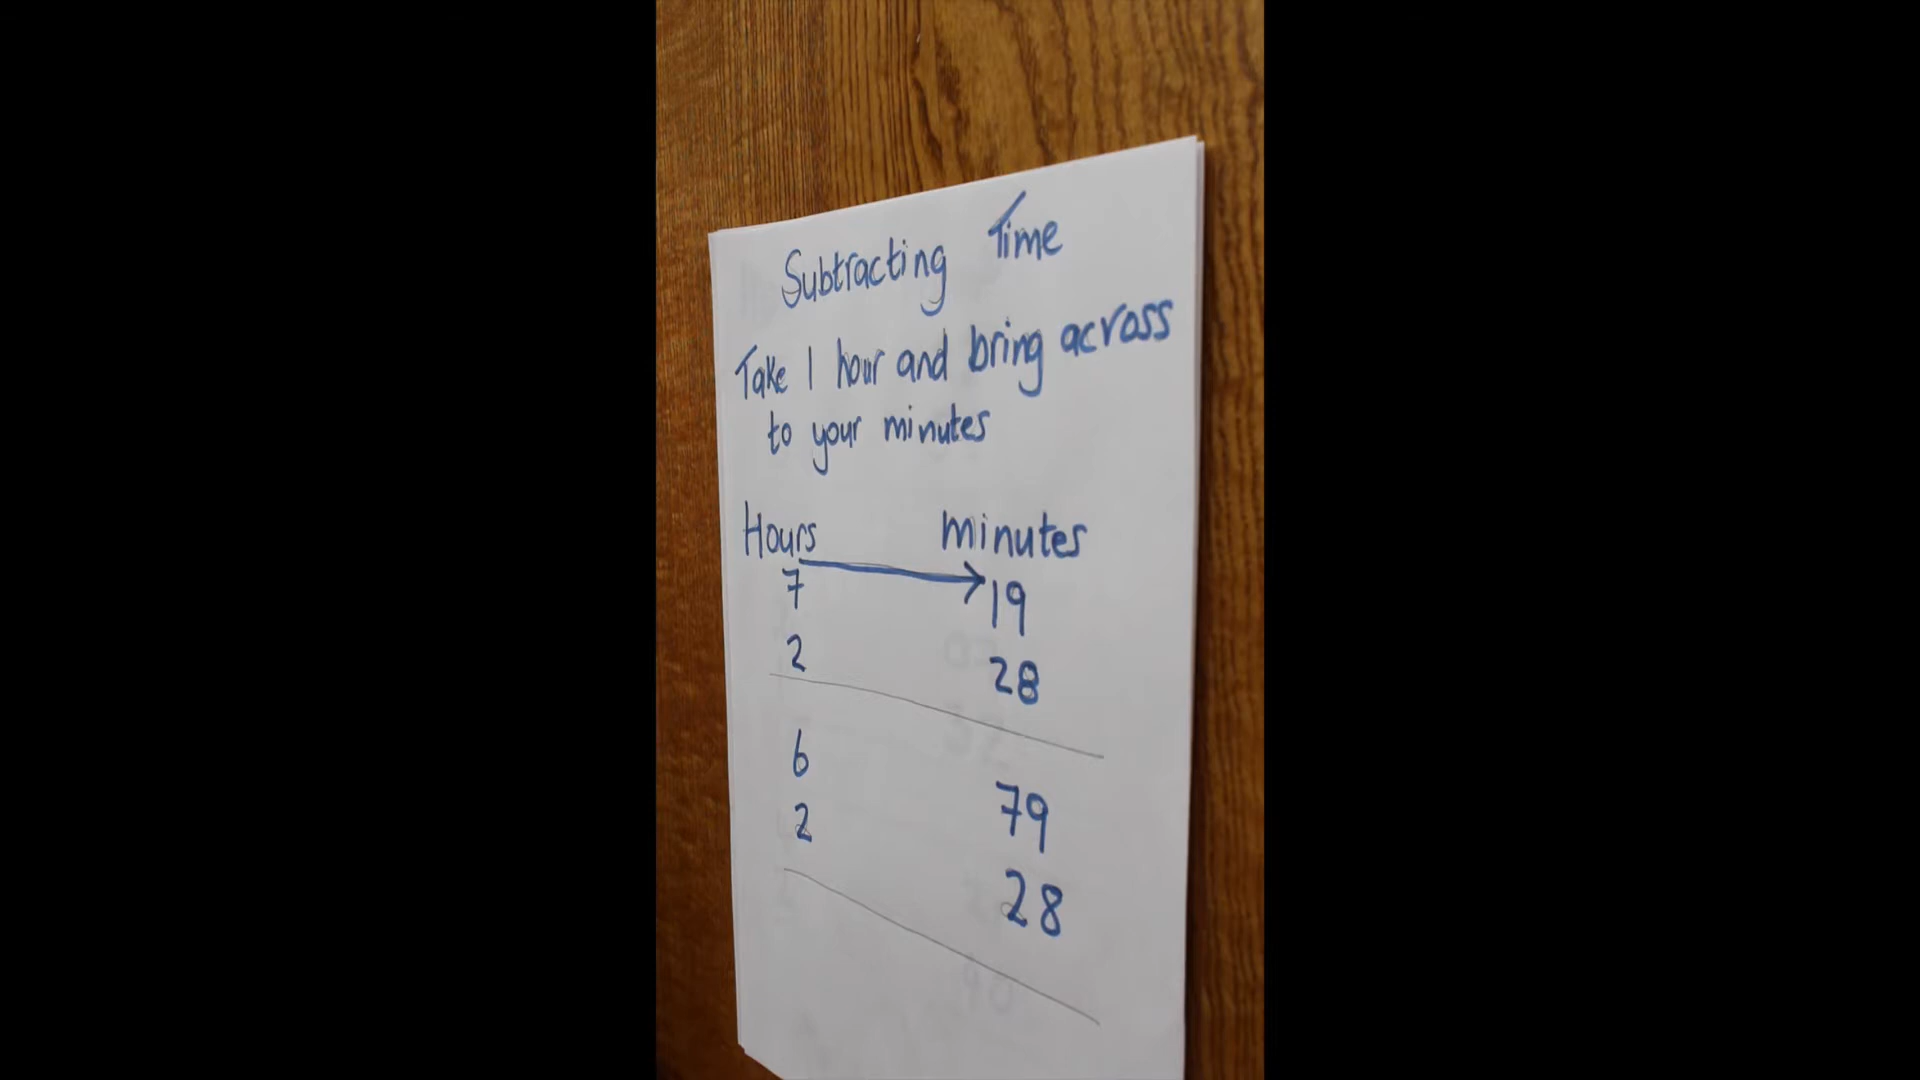 Subtracting Time
Take 1 hour and bring across
to your minutes
Hours minutes
7 19
2 28
6 79
2 28